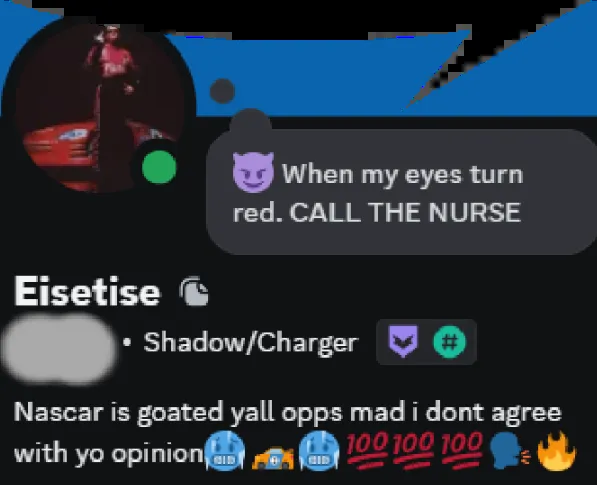 😈 When my eyes turn
red. CALL THE NURSE
Eisetise
• Shadow/Charger
Nascar is goated yall opps mad i dont agree
with yo opinion🥶🏎️🥶💯💯💯🗣️🔥